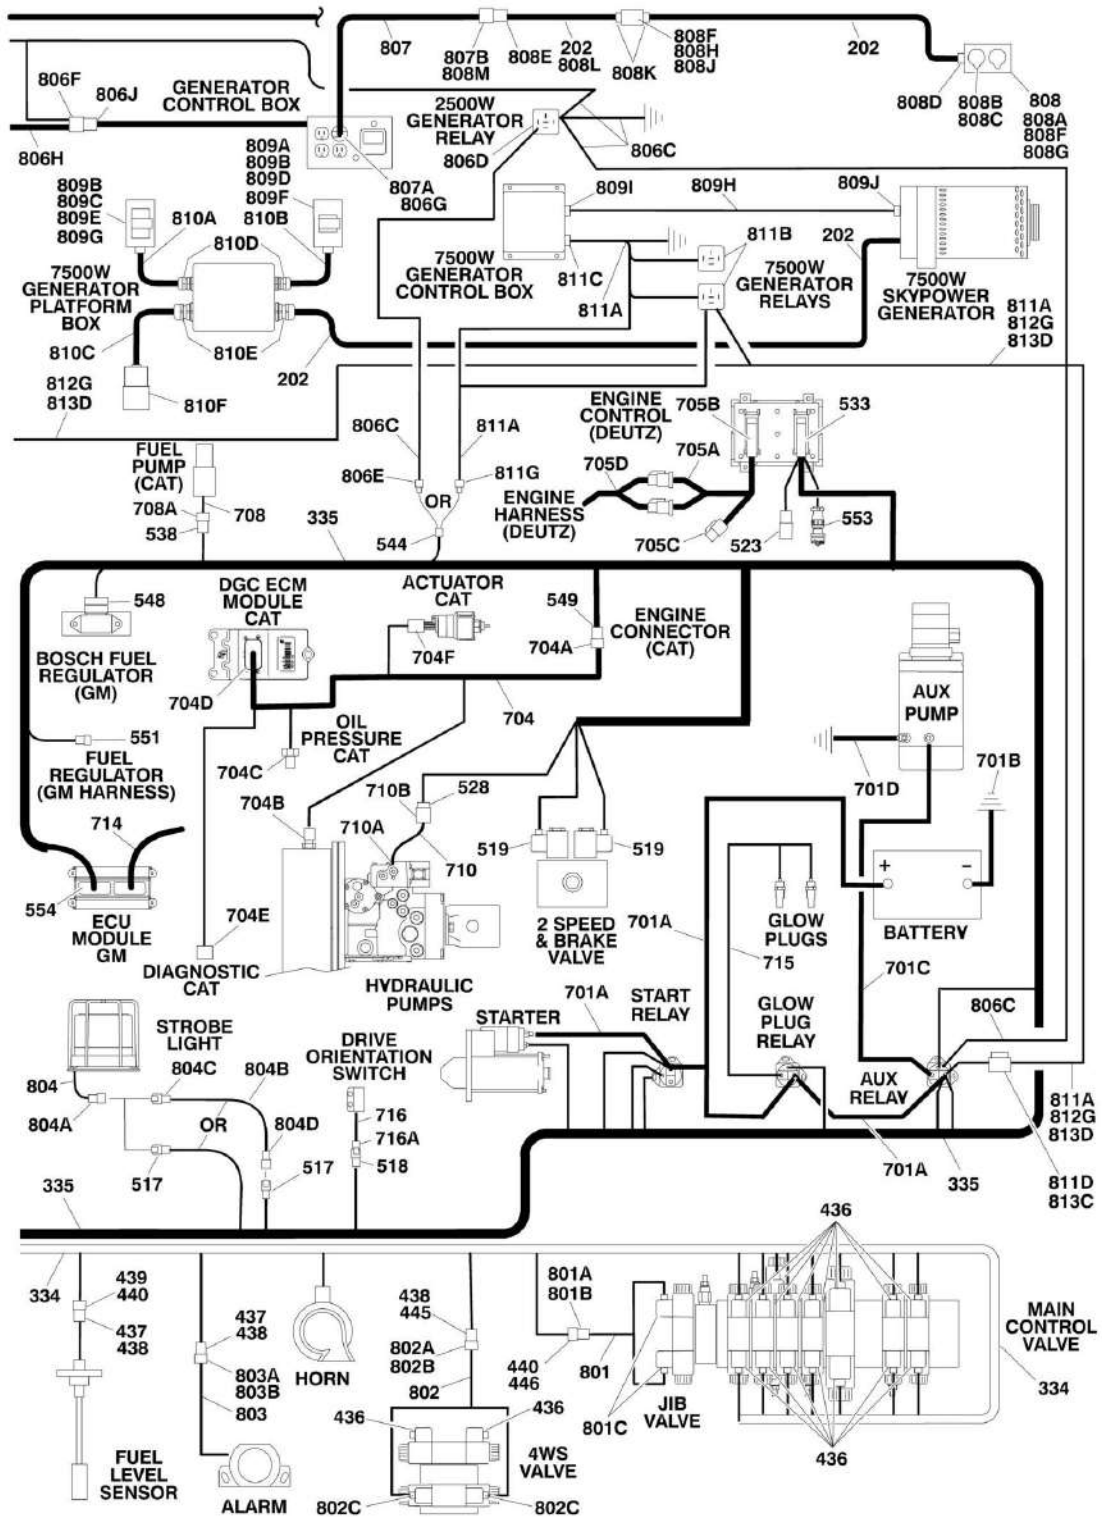 807
807B
808M
808E
202
808L
808K
808F
808H
808J
202
808D
808B
808C
808
808A
808F
808G
806F
806J
806H
GENERATOR
CONTROL BOX
2500W
GENERATOR
RELAY
806D
806C
809A
809B
809D
809F
810B
807A
806G
809B
809C
809E
809G
810A
810D
7500W
GENERATOR
PLATFORM
BOX
810C
810E
202
810F
812G
813D
809I
809H
809J
7500W
GENERATOR
CONTROL BOX
811C
811A
811B
7500W
GENERATOR
RELAYS
202
7500W
SKYPOWER
GENERATOR
811A
812G
813D
806C
811A
806E
811G
OR
544
ENGINE
CONTROL
(DEUTZ)
705B
533
705D
705A
ENGINE
HARNESS
(DEUTZ)
705C
523
553
FUEL
PUMP
(CAT)
708A
538
708
335
548
BOSCH FUEL
REGULATOR
(GM)
DGC ECM
MODULE
CAT
704D
ACTUATOR
CAT
704F
549
704A
ENGINE
CONNECTOR
(CAT)
704
OIL
PRESSURE
CAT
704C
551
FUEL
REGULATOR
(GM HARNESS)
714
554
ECU
MODULE
GM
704B
710B
528
710A
710
704E
DIAGNOSTIC
CAT
HYDRAULIC
PUMPS
519
519
2 SPEED
& BRAKE
VALVE
AUX
PUMP
701D
701B
+
-
BATTERY
GLOW
PLUGS
701A
715
701C
STROBE
LIGHT
804
804A
804C
804B
OR
804D
517
517
DRIVE
ORIENTATION
SWITCH
716
716A
518
STARTER
701A
START
RELAY
GLOW
PLUG
RELAY
AUX
RELAY
806C
811A
812G
813D
701A
335
811D
813C
335
334
439
440
437
438
FUEL
LEVEL
SENSOR
437
438
803A
803B
803
ALARM
HORN
438
445
802A
802B
802
436
436
4WS
VALVE
802C
802C
801A
801B
440
446
801
801C
JIB
VALVE
436
436
MAIN
CONTROL
VALVE
334